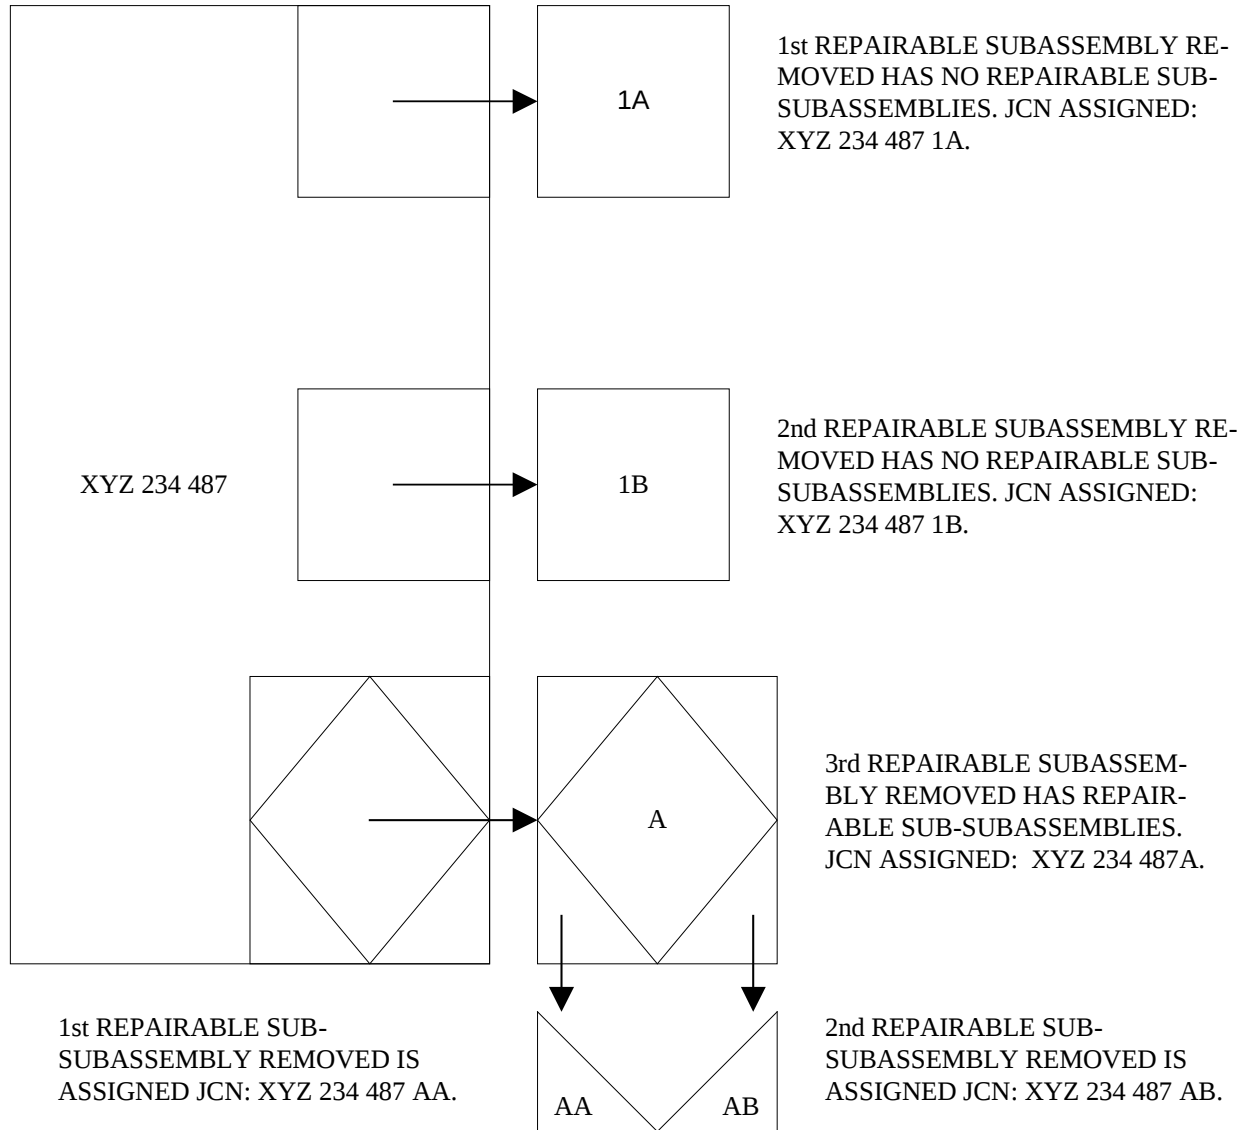 1A
1st REPAIRABLE SUBASSEMBLY RE-
MOVED HAS NO REPAIRABLE SUB-
SUBASSEMBLIES. JCN ASSIGNED:
XYZ 234 487 1A.
XYZ 234 487
1B
2nd REPAIRABLE SUBASSEMBLY RE-
MOVED HAS NO REPAIRABLE SUB-
SUBASSEMBLIES. JCN ASSIGNED:
XYZ 234 487 1B.
A
3rd REPAIRABLE SUBASSEM-
BLY REMOVED HAS REPAIR-
ABLE SUB-SUBASSEMBLIES.
JCN ASSIGNED:  XYZ 234 487A.
1st REPAIRABLE SUB-
SUBASSEMBLY REMOVED IS
ASSIGNED JCN: XYZ 234 487 AA.
AA
AB
2nd REPAIRABLE SUB-
SUBASSEMBLY REMOVED IS
ASSIGNED JCN: XYZ 234 487 AB.